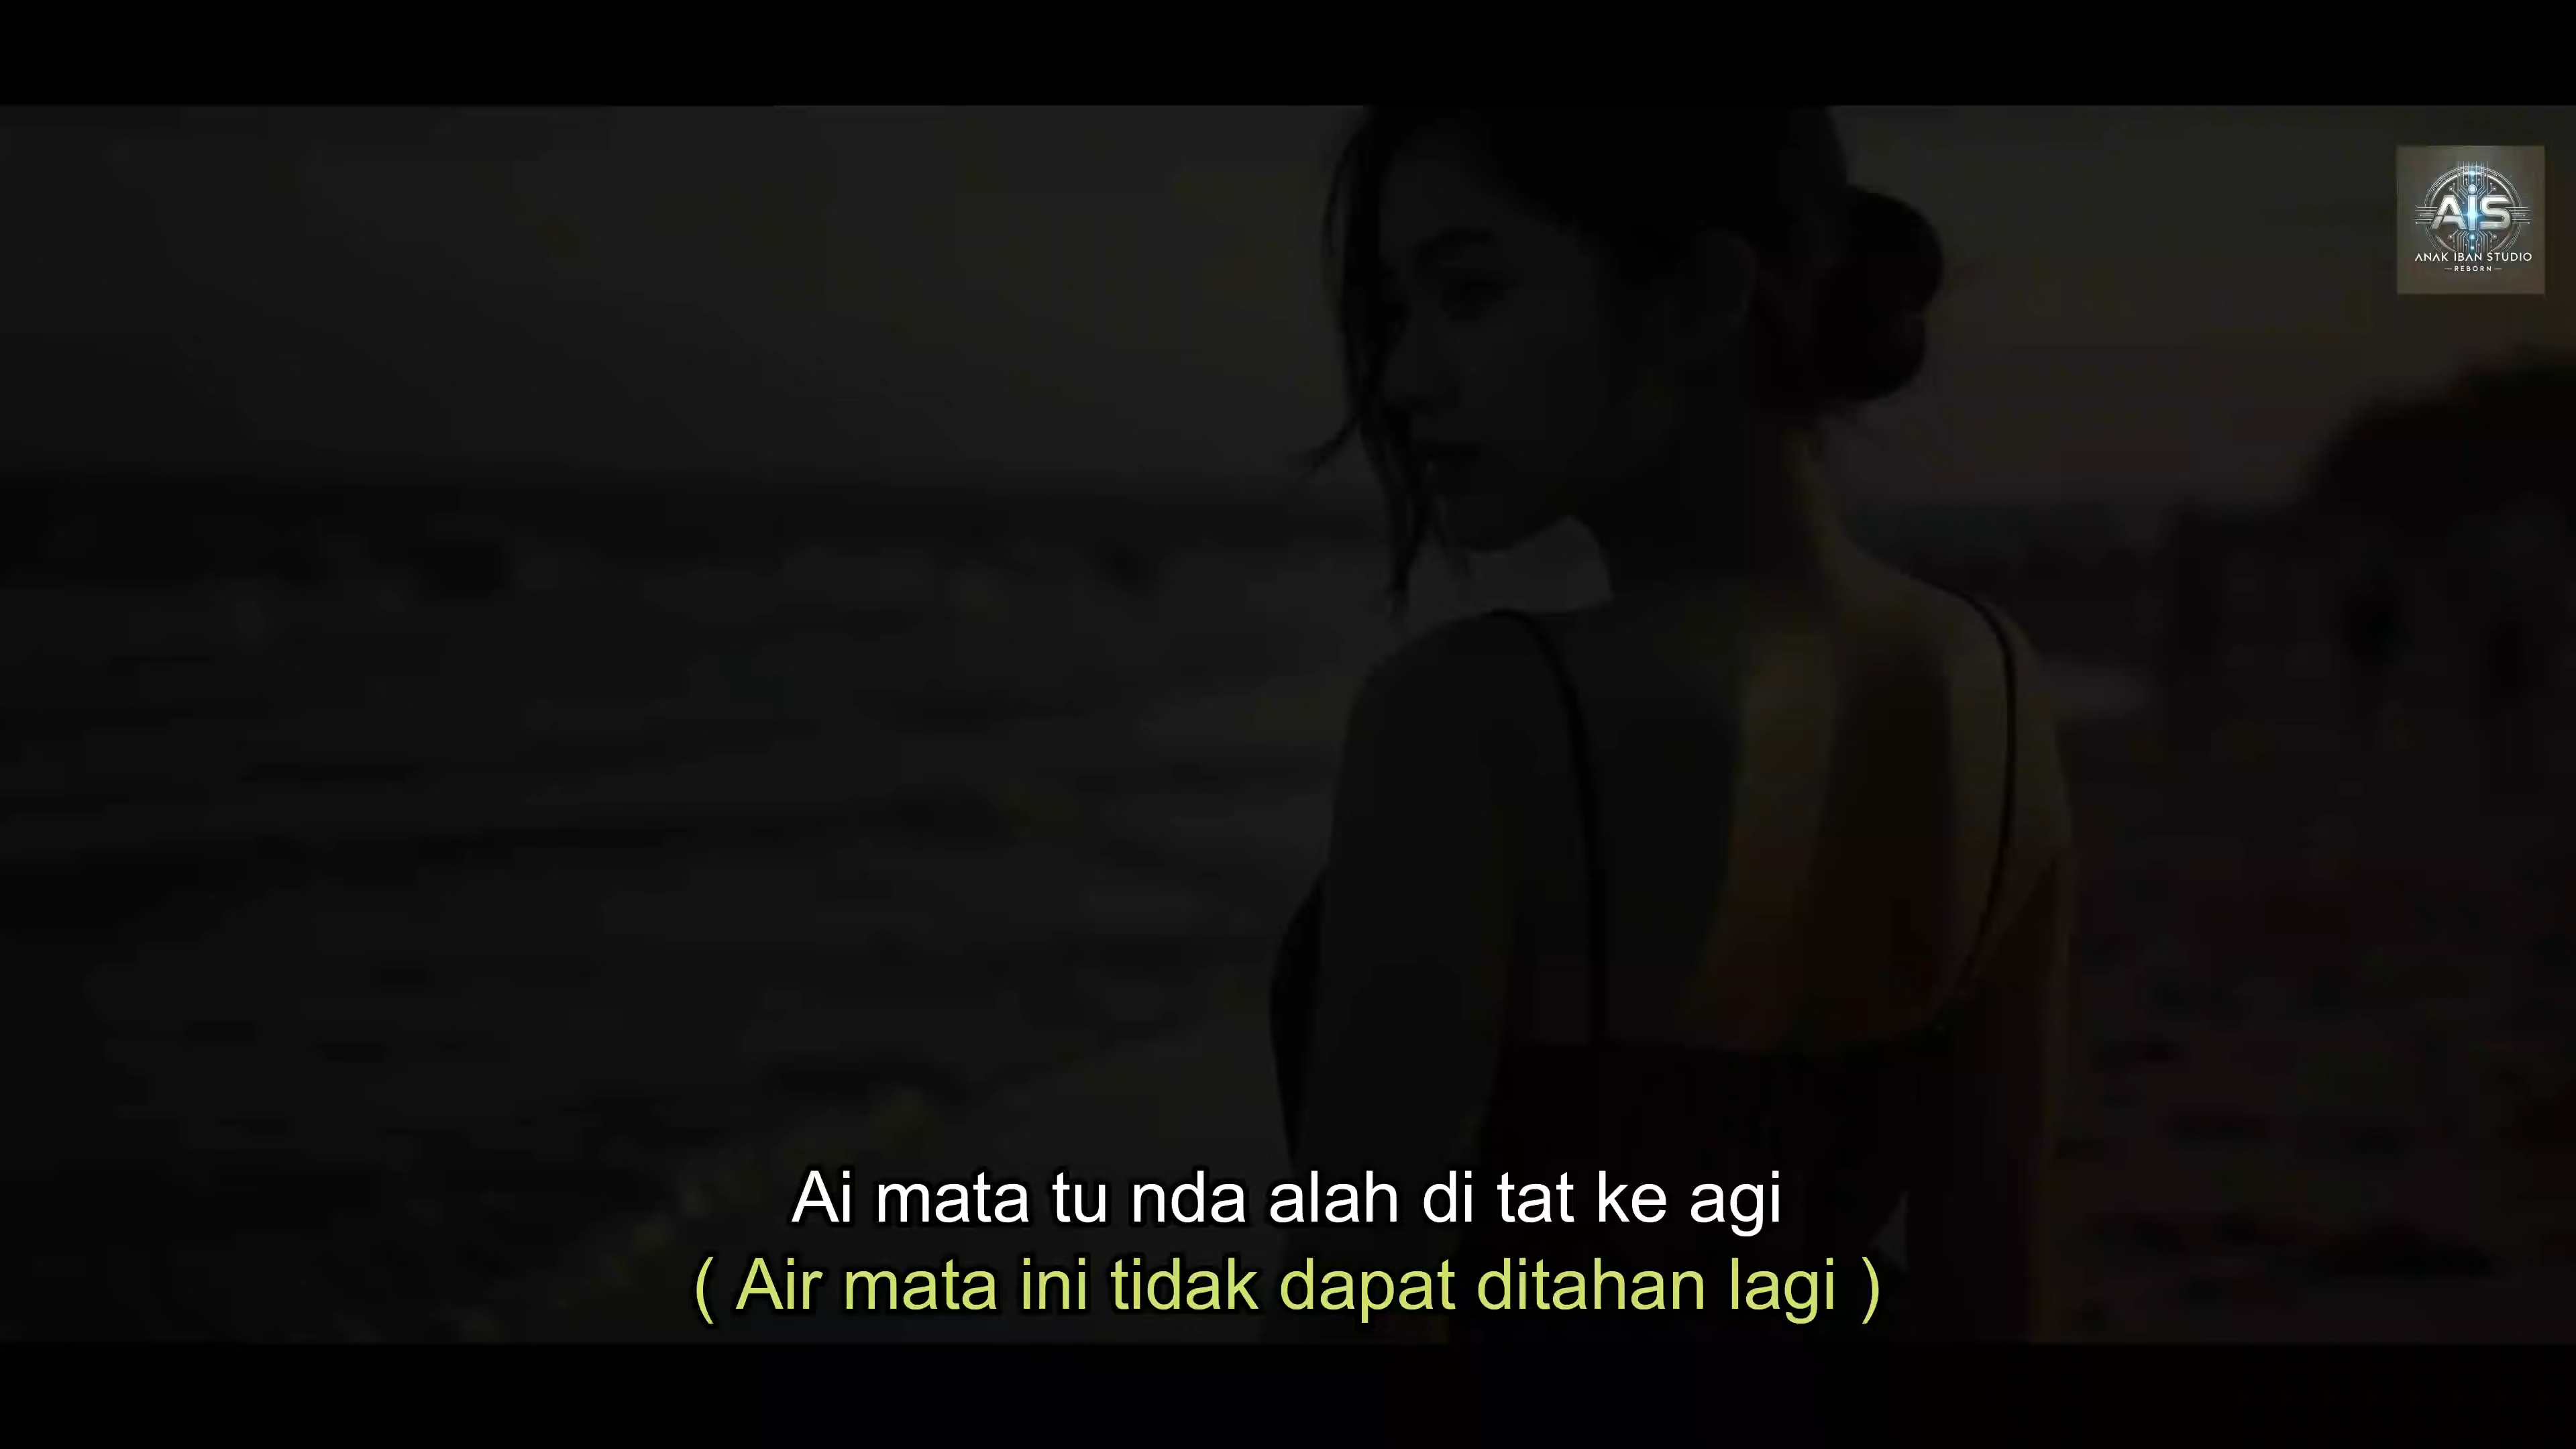 AiS
ANAK IBAN STUDIO
—REBORN—
Ai mata tu nda alah di tat ke agi
( Air mata ini tidak dapat ditahan lagi )